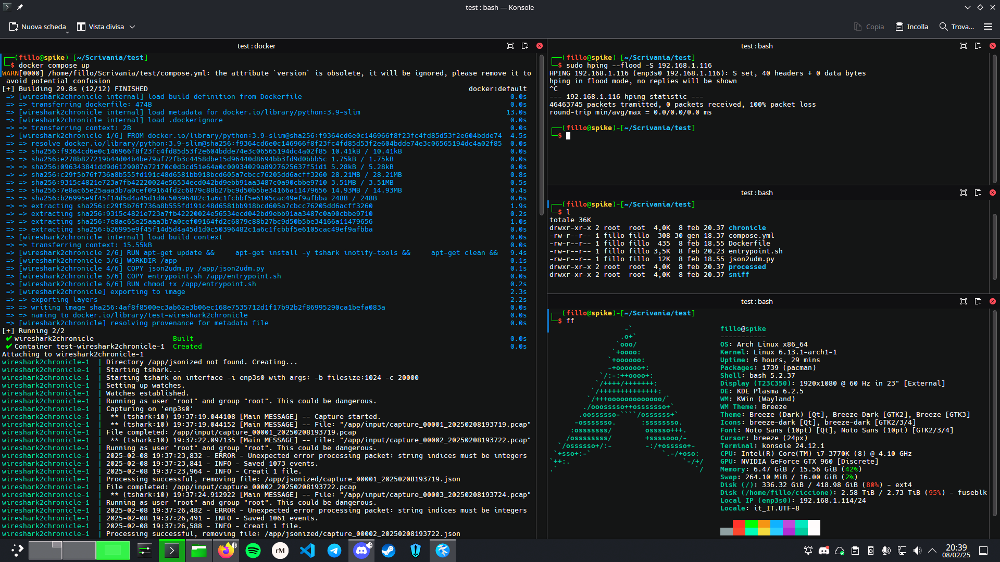 test : bash — Konsole
Nuova scheda
Vista divisa
Copia
Incolla
Trova...
test : docker
┌──(fillo@spike)-[~/Scrivania/test]
└─$ docker compose up
WARN[0000] /home/fillo/Scrivania/test/compose.yml: the attribute `version` is obsolete, it will be ignored, please remove it to
avoid potential confusion
[+] Building 29.8s (12/12) FINISHED docker:default
=> [wireshark2chronicle internal] load build definition from Dockerfile 0.0s
=> => transferring dockerfile: 474B 0.0s
=> [wireshark2chronicle internal] load metadata for docker.io/library/python:3.9-slim 13.0s
=> [wireshark2chronicle internal] load .dockerignore 0.0s
=> => transferring context: 2B 0.0s
=> [wireshark2chronicle 1/6] FROM docker.io/library/python:3.9-slim@sha256:f9364cd6e0c146966f8f23fc4fd85d53f2e604bdde74 4.5s
=> => resolve docker.io/library/python:3.9-slim@sha256:f9364cd6e0c146966f8f23fc4fd85d53f2e604bdde74e3c06565194dc4a02f85 0.0s
=> => sha256:f9364cd6e0c146966f8f23fc4fd85d53f2e604bdde74e3c06565194dc4a02f85 10.41kB / 10.41kB 0.0s
=> => sha256:e278b827219b44d04b4be79af72fb3c4458dbe15d96440d8694bb3fd9d0bbb5c 1.75kB / 1.75kB 0.0s
=> => sha256:096343841dd9d6129087a72170c0d3cd51e64a0c00934029a8927625637f51d1 5.28kB / 5.28kB 0.0s
=> => sha256:c29f5b76f736a8b555fd191c48d6581bb918bcd605a7cbcc76205dd6acff3260 28.21MB / 28.21MB 0.8s
=> => sha256:9315c4821e723a7fb42220024e56534ecd042bd9ebb91aa3487c0a90cbbe9710 3.51MB / 3.51MB 0.5s
=> => sha256:7e8ac65e25aaa3b7a0cef09164fd2c6879c88b27bc9d50b5be34166a11479656 14.93MB / 14.93MB 0.4s
=> => sha256:b26995e9f45f14d5d4a45d1d0c50396482c1a6c1fcbbf5e6105cac49ef9afbba 248B / 248B 0.6s
=> => extracting sha256:c29f5b76f736a8b555fd191c48d6581bb918bcd605a7cbcc76205dd6acff3260 1.9s
=> => extracting sha256:9315c4821e723a7fb42220024e56534ecd042bd9ebb91aa3487c0a90cbbe9710 0.2s
=> => extracting sha256:7e8ac65e25aaa3b7a0cef09164fd2c6879c88b27bc9d50b5be34166a11479656 1.0s
=> => extracting sha256:b26995e9f45f14d5d4a45d1d0c50396482c1a6c1fcbbf5e6105cac49ef9afbba 0.0s
=> [wireshark2chronicle internal] load build context 0.0s
=> => transferring context: 15.55kB 0.0s
=> [wireshark2chronicle 2/6] RUN apt-get update &&     apt-get install -y tshark inotify-tools &&     apt-get clean && 9.4s
=> [wireshark2chronicle 3/6] WORKDIR /app 0.1s
=> [wireshark2chronicle 4/6] COPY json2udm.py /app/json2udm.py 0.1s
=> [wireshark2chronicle 5/6] COPY entrypoint.sh /app/entrypoint.sh 0.0s
=> [wireshark2chronicle 6/6] RUN chmod +x /app/entrypoint.sh 0.2s
=> [wireshark2chronicle] exporting to image 2.3s
=> => exporting layers 2.2s
=> => writing image sha256:4af8f8500ec3ab62e3b06ec168e7535712d1f17b92b2f86995290ca1befa083a 0.0s
=> => naming to docker.io/library/test-wireshark2chronicle 0.0s
=> [wireshark2chronicle] resolving provenance for metadata file 0.0s
[+] Running 2/2
✔ wireshark2chronicle Built 0.0s
✔ Container test-wireshark2chronicle-1 Created 0.0s
Attaching to wireshark2chronicle-1
wireshark2chronicle-1 | Directory /app/jsonized not found. Creating...
wireshark2chronicle-1 | Starting tshark...
wireshark2chronicle-1 | Starting tshark on interface -i enp3s0 with args: -b filesize:1024 -c 20000
wireshark2chronicle-1 | Setting up watches.
wireshark2chronicle-1 | Watches established.
wireshark2chronicle-1 | Running as user "root" and group "root". This could be dangerous.
wireshark2chronicle-1 | Capturing on 'enp3s0'
wireshark2chronicle-1 | ** (tshark:10) 19:37:19.044108 [Main MESSAGE] -- Capture started.
wireshark2chronicle-1 | ** (tshark:10) 19:37:19.044152 [Main MESSAGE] -- File: "/app/input/capture_00001_20250208193719.pcap"
wireshark2chronicle-1 | File completed: /app/input/capture_00001_20250208193719.pcap
wireshark2chronicle-1 | ** (tshark:10) 19:37:22.097135 [Main MESSAGE] -- File: "/app/input/capture_00002_20250208193722.pcap"
wireshark2chronicle-1 | Running as user "root" and group "root". This could be dangerous.
wireshark2chronicle-1 | 2025-02-08 19:37:23,832 - ERROR - Unexpected error processing packet: string indices must be integers
wireshark2chronicle-1 | 2025-02-08 19:37:23,841 - INFO - Saved 1073 events.
wireshark2chronicle-1 | 2025-02-08 19:37:23,964 - INFO - Creati 1 file.
wireshark2chronicle-1 | Processing successful, removing file: /app/jsonized/capture_00001_20250208193719.json
wireshark2chronicle-1 | File completed: /app/input/capture_00002_20250208193722.pcap
wireshark2chronicle-1 | ** (tshark:10) 19:37:24.912922 [Main MESSAGE] -- File: "/app/input/capture_00003_20250208193724.pcap"
wireshark2chronicle-1 | Running as user "root" and group "root". This could be dangerous.
wireshark2chronicle-1 | 2025-02-08 19:37:26,482 - ERROR - Unexpected error processing packet: string indices must be integers
wireshark2chronicle-1 | 2025-02-08 19:37:26,491 - INFO - Saved 1061 events.
wireshark2chronicle-1 | 2025-02-08 19:37:26,588 - INFO - Creati 1 file.
wireshark2chronicle-1 | Processing successful, removing file: /app/jsonized/capture_00002_20250208193722.json
test : bash
┌──(fillo@spike)-[~/Scrivania/test]
└─$ sudo hping --flood -S 192.168.1.116
HPING 192.168.1.116 (enp3s0 192.168.1.116): S set, 40 headers + 0 data bytes
hping in flood mode, no replies will be shown
^C
--- 192.168.1.116 hping statistic ---
46463745 packets tramitted, 0 packets received, 100% packet loss
round-trip min/avg/max = 0.0/0.0/0.0 ms
┌──(fillo@spike)-[~/Scrivania/test]
└─$
test : bash
┌──(fillo@spike)-[~/Scrivania/test]
└─$ l
totale 36K
drwxr-xr-x 2 root  root  4,0K  8 feb 20.37 chronicle
-rw-r--r-- 1 fillo fillo  308 30 gen 18.37 compose.yml
-rw-r--r-- 1 fillo fillo  435  8 feb 18.55 Dockerfile
-rw-r--r-- 1 fillo fillo 3,5K  8 feb 20.23 entrypoint.sh
-rw-r--r-- 1 fillo fillo  12K  8 feb 18.55 json2udm.py
drwxr-xr-x 2 root  root  4,0K  8 feb 20.37 processed
drwxr-xr-x 2 root  root  4,0K  8 feb 20.37 sniff
test : bash
┌──(fillo@spike)-[~/Scrivania/test]
└─$ ff
fillo@spike
-----------
OS: Arch Linux x86_64
Kernel: Linux 6.13.1-arch1-1
Uptime: 6 hours, 29 mins
Packages: 1739 (pacman)
Shell: bash 5.2.37
Display (T23C350): 1920x1080 @ 60 Hz in 23" [External]
DE: KDE Plasma 6.2.5
WM: KWin (Wayland)
WM Theme: Breeze
Theme: Breeze (Dark) [Qt], Breeze-Dark [GTK2], Breeze [GTK3]
Icons: breeze-dark [Qt], breeze-dark [GTK2/3/4]
Font: Noto Sans (10pt) [Qt], Noto Sans (10pt) [GTK2/3/4]
Cursor: breeze (24px)
Terminal: konsole 24.12.1
CPU: Intel(R) Core(TM) i7-3770K (8) @ 4.10 GHz
GPU: NVIDIA GeForce GTX 960 [Discrete]
Memory: 6.47 GiB / 15.56 GiB (42%)
Swap: 264.10 MiB / 16.00 GiB (2%)
Disk (/): 336.32 GiB / 418.98 GiB (80%) - ext4
Disk (/home/fillo/ciccione): 2.58 TiB / 2.73 TiB (95%) - fuseblk
Local IP (enp3s0): 192.168.1.114/24
Locale: it_IT.UTF-8
rM
20:39
08/02/25